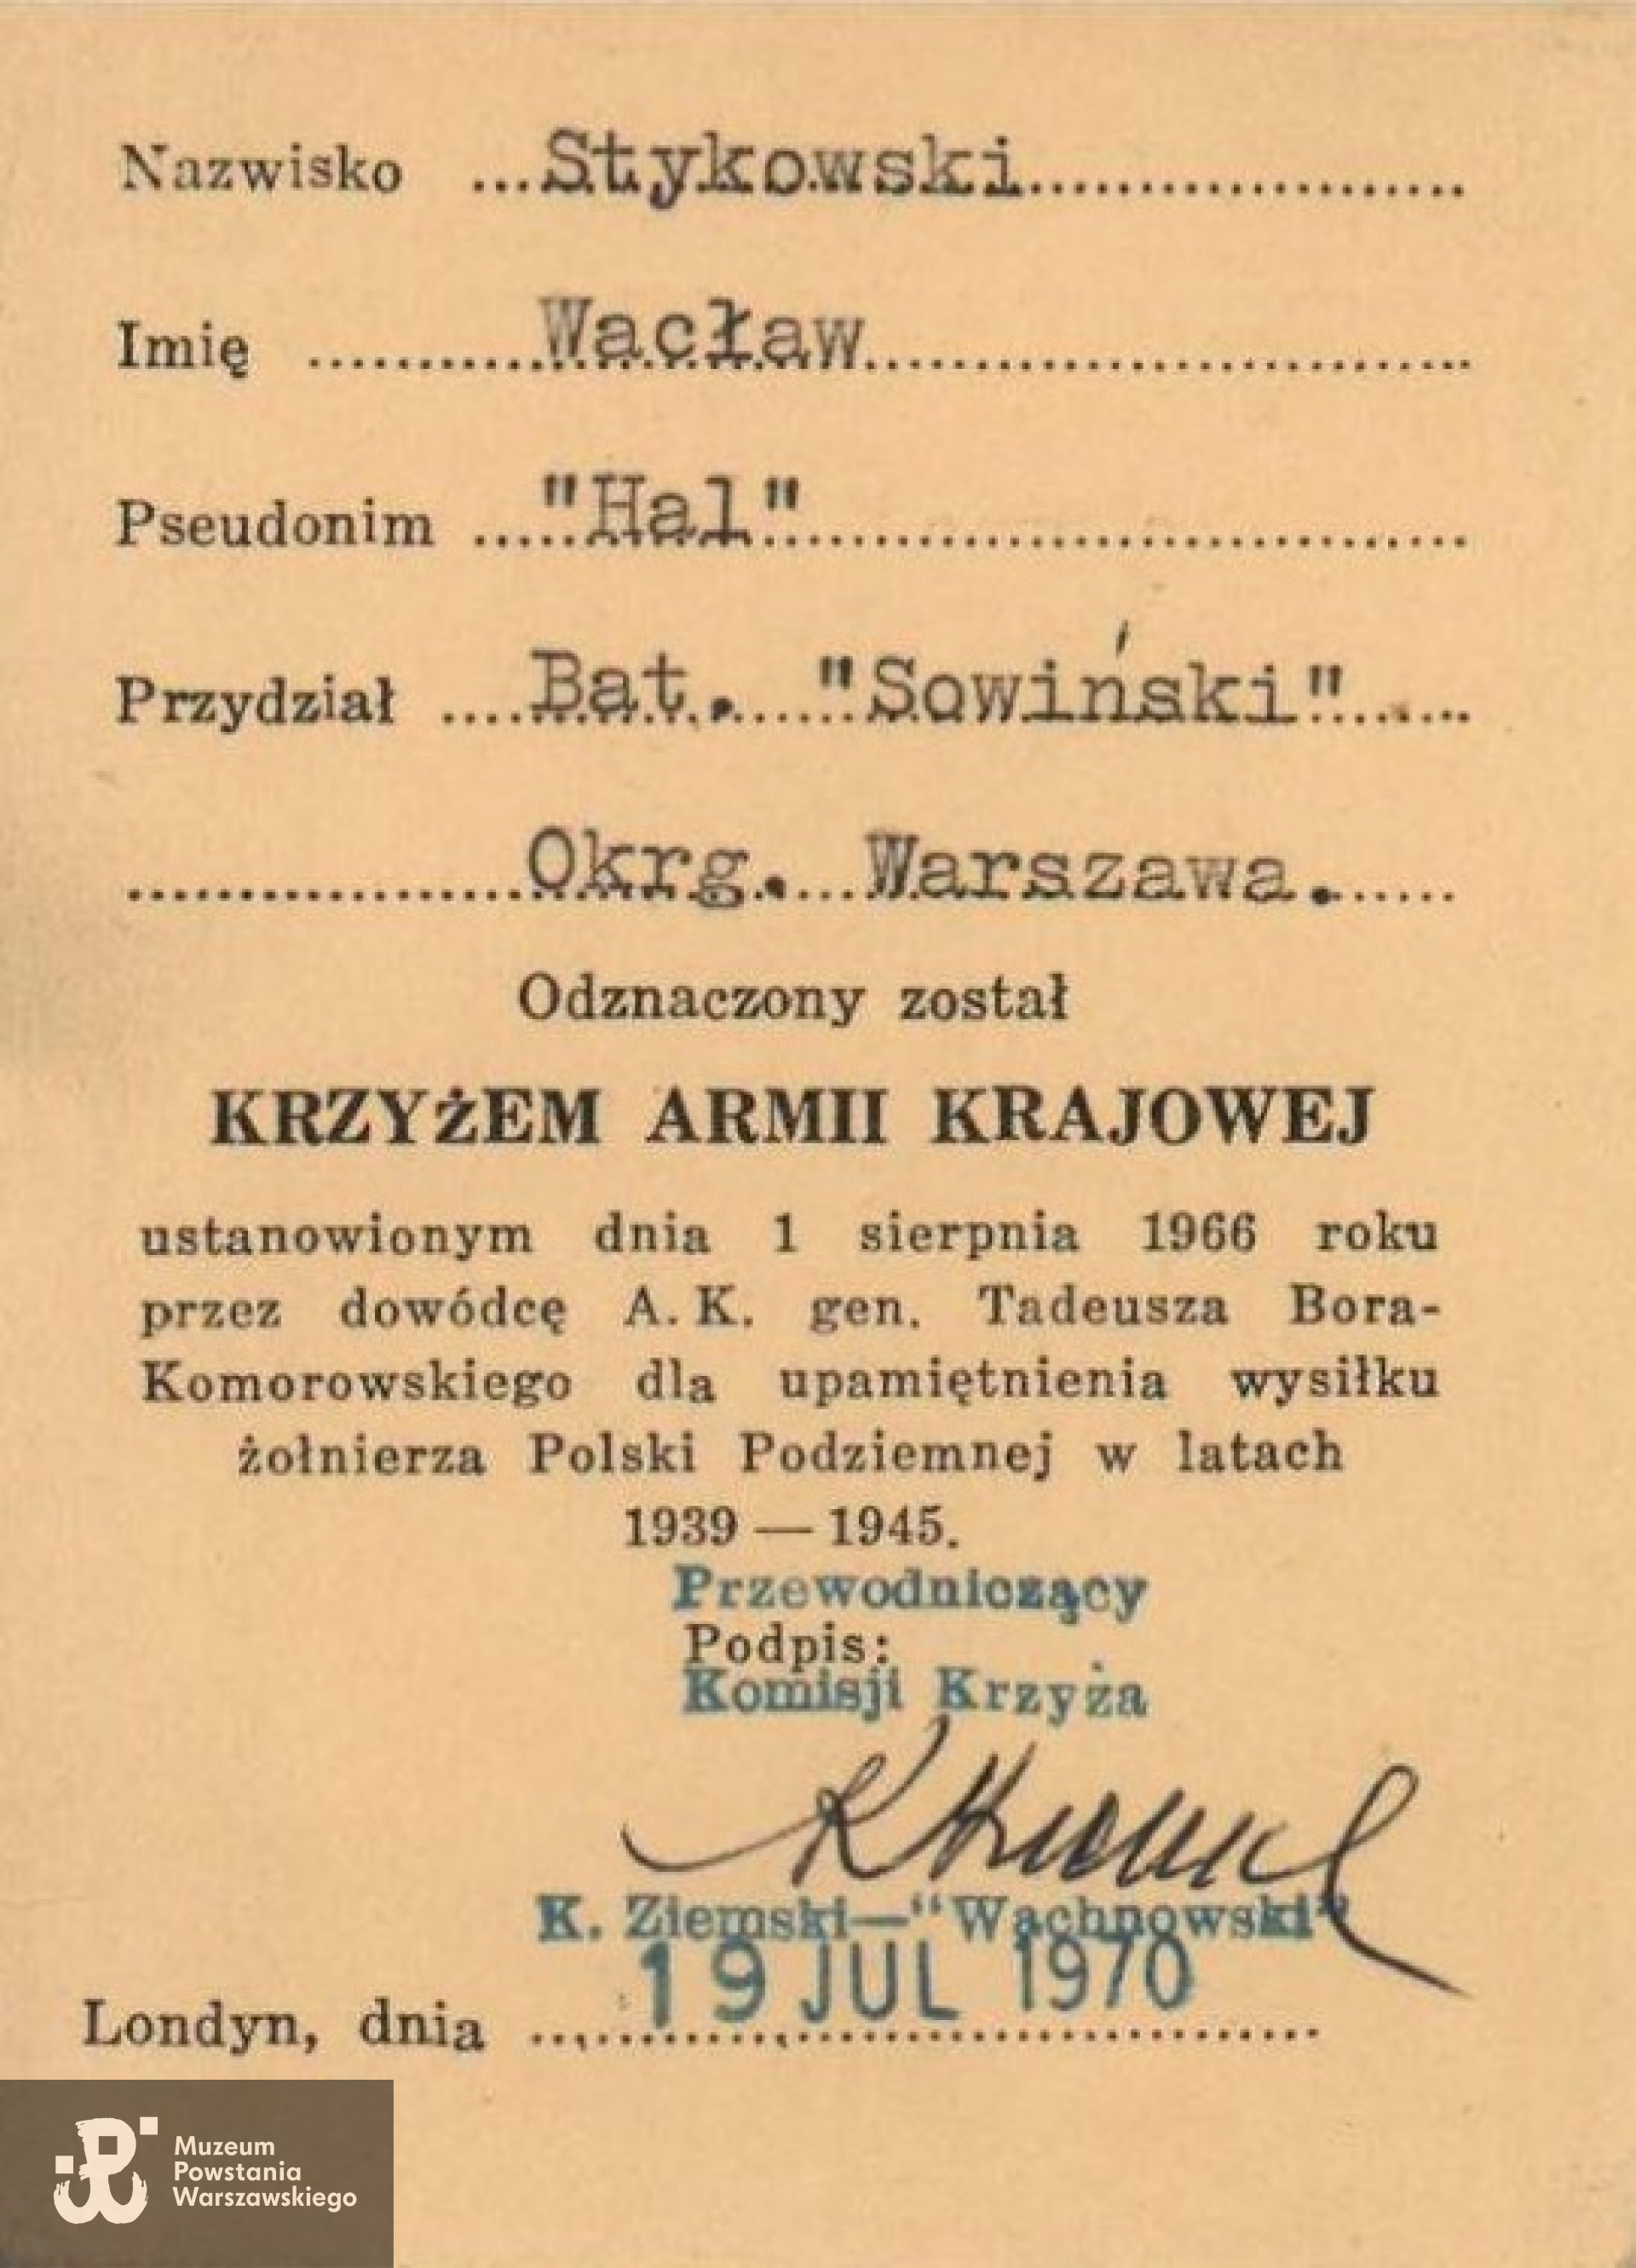 Nazwisko ...Stykowski....................
Imię ...........Wacław.....................
Pseudonim ...."Hal"........................
Przydział ....Bat. "Sowiński"......
..............Okrg. Warszawa......
Odznaczony został
KRZYŻEM ARMII KRAJOWEJ
ustanowionym dnia 1 sierpnia 1966 roku
przez dowódcę A. K. gen. Tadeusza Bora-
Komorowskiego dla upamiętnienia wysiłku
żołnierza Polski Podziemnej w latach
1939 — 1945.
Przewodniczący
Podpis:
Komisji Krzyża
K. Ziemski—“Wachnowski”
19 JUL 1970
Londyn, dnia ............................
Muzeum
Powstania
Warszawskiego